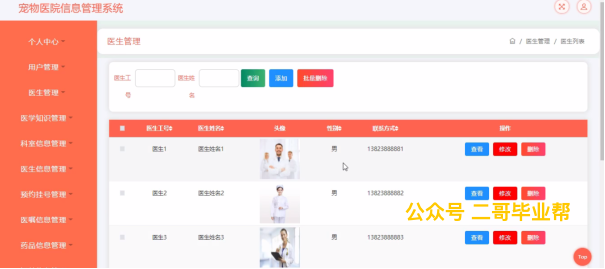 宠物医院信息管理系统
个人中心
用户管理
医生管理
医学知识管理
科室信息管理
医生信息管理
预约挂号管理
医嘱信息管理
药品信息管理
医生管理
/ 医生管理 / 医生列表
医生工号 医生姓名 查询 添加 批量删除
医生工号 医生姓名 头像 性别 联系方式 操作
医生1 医生姓名1 男 13823888881 查看 修改 删除
医生2 医生姓名2 男 13823888882 查看 修改 删除
公众号 二哥毕业帮
医生3 医生姓名3 男 13823888883 查看 修改 删除
Top